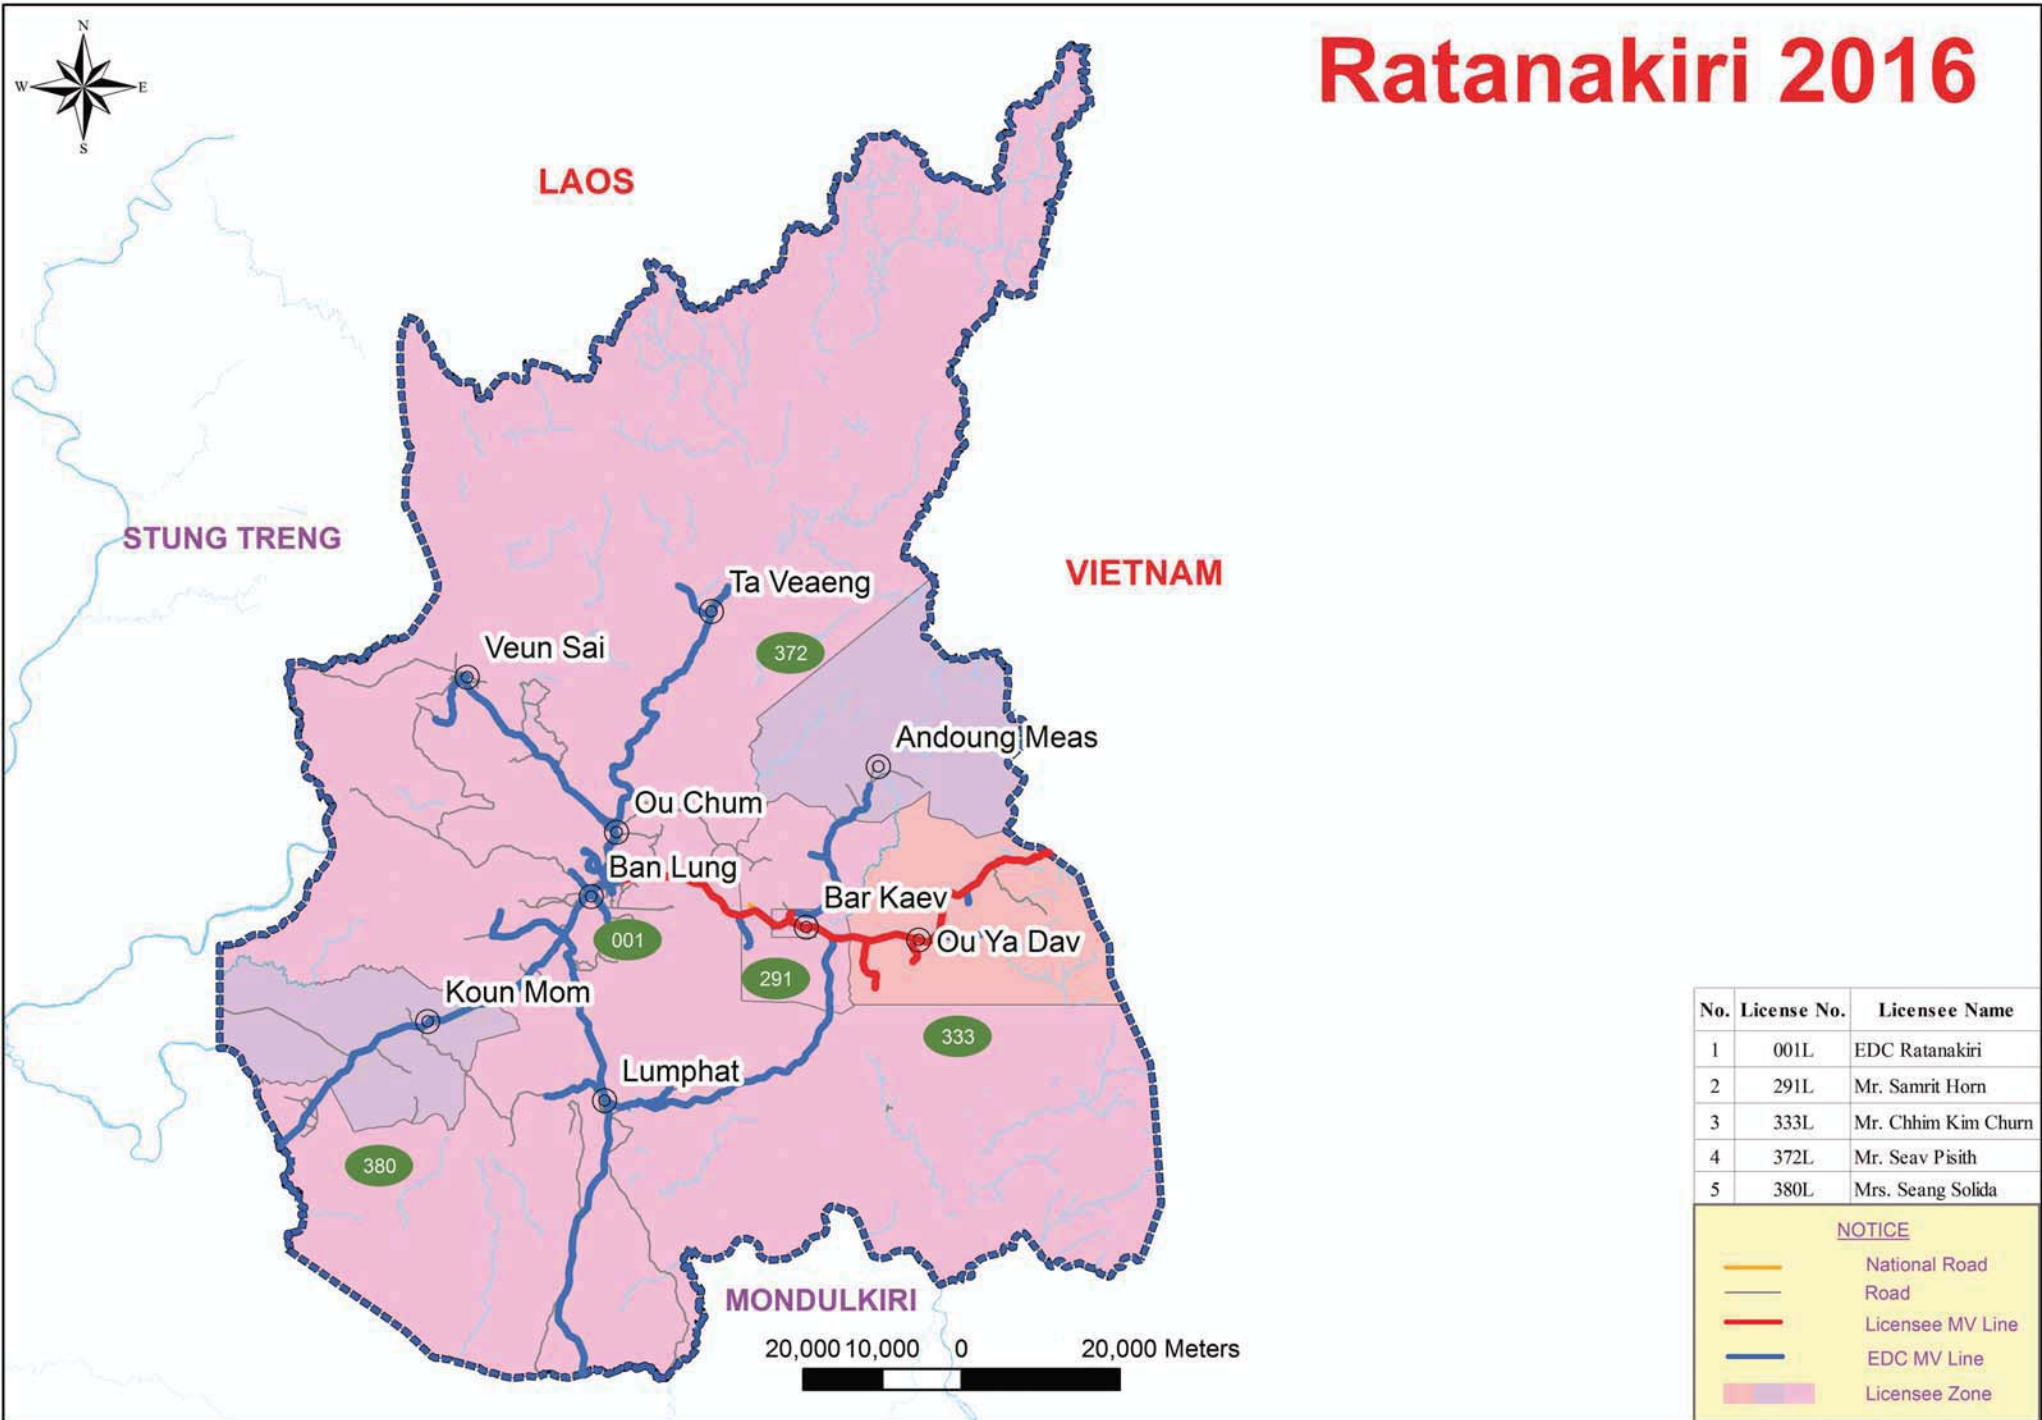 Ratanakiri 2016
N
W
E
S
LAOS
STUNG TRENG
VIETNAM
Ta Veaeng
Veun Sai
372
Andoung Meas
Ou Chum
Ban Lung
Bar Kaev
001
Ou Ya Dav
291
Koun Mom
333
Lumphat
380
MONDULKIRI
20,000 10,000 0 20,000 Meters
No. License No. Licensee Name
1 001L EDC Ratanakiri
2 291L Mr. Samrit Horn
3 333L Mr. Chhim Kim Churn
4 372L Mr. Seav Pisith
5 380L Mrs. Seang Solida
NOTICE
National Road
Road
Licensee MV Line
EDC MV Line
Licensee Zone